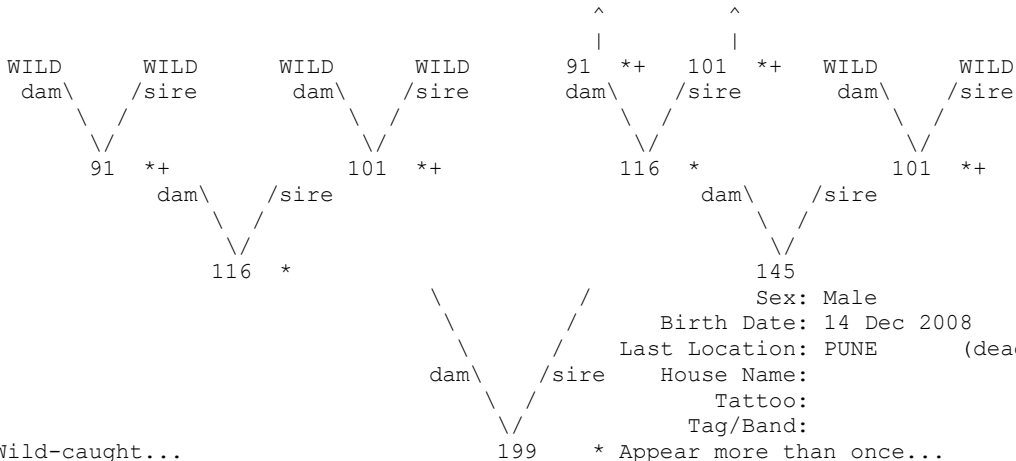 ^          ^
|          |
WILD      WILD      WILD      WILD      91 *+  101 *+  WILD      WILD
dam\    /sire      dam\    /sire      dam\    /sire      dam\    /sire
\  /      \  /      \  /      \  /
\/      \/      \/      \/
91 *+      101 *+      116 *      101 *+
dam\    /sire      dam\    /sire
\  /      \  /
\/      \/
116 *      145
\      /      Sex: Male
\      /      Birth Date: 14 Dec 2008
\      /      Last Location: PUNE      (dead
dam\    /sire      House Name:
\  /      Tattoo:
\/      Tag/Band:
Wild-caught...      199      * Appear more than once...